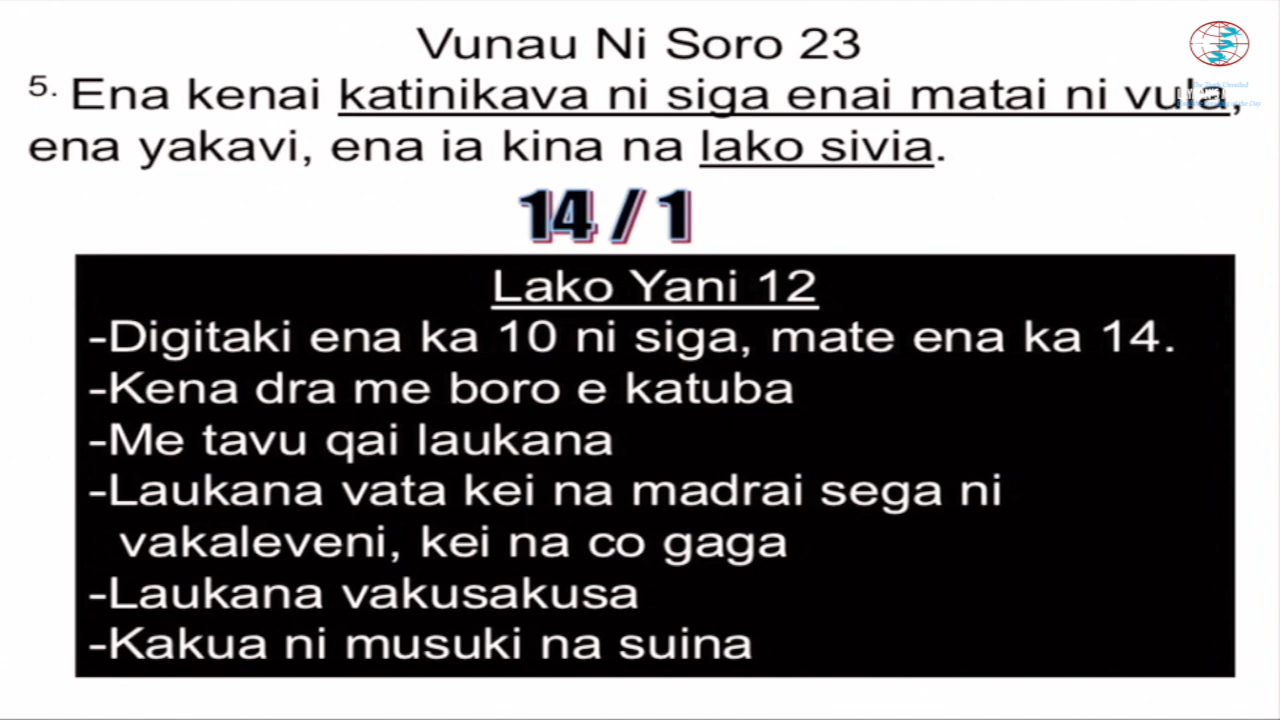 Vunau Ni Soro 23
5. Ena kenai katinikava ni siga enai matai ni vula,
ena yakavi, ena ia kina na lako sivia.
14 / 1
Lako Yani 12
-Digitaki ena ka 10 ni siga, mate ena ka 14.
-Kena dra me boro e katuba
-Me tavu qai laukana
-Laukana vata kei na madrai sega ni
vakaleveni, kei na co gaga
-Laukana vakusakusa
-Kakua ni musuki na suina